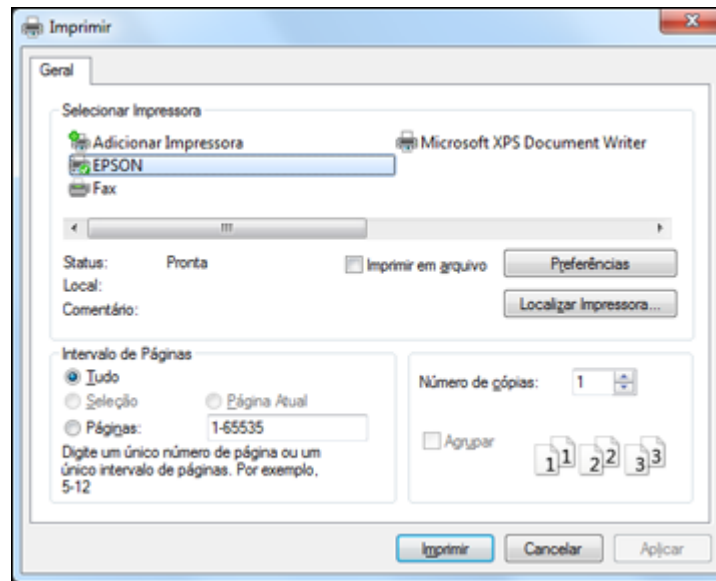 Imprimir
Geral
Selecionar Impressora
Adicionar Impressora
Microsoft XPS Document Writer
EPSON
Fax
Status: Pronta
Imprimir em arquivo
Preferências
Local:
Localizar Impressora...
Comentário:
Intervalo de Páginas
Tudo
Seleção
Página Atual
Páginas: 1-65535
Digite um único número de página ou um
único intervalo de páginas. Por exemplo,
5-12
Número de cópias: 1
Agrupar
1 1 2 2 3 3
Imprimir
Cancelar
Aplicar